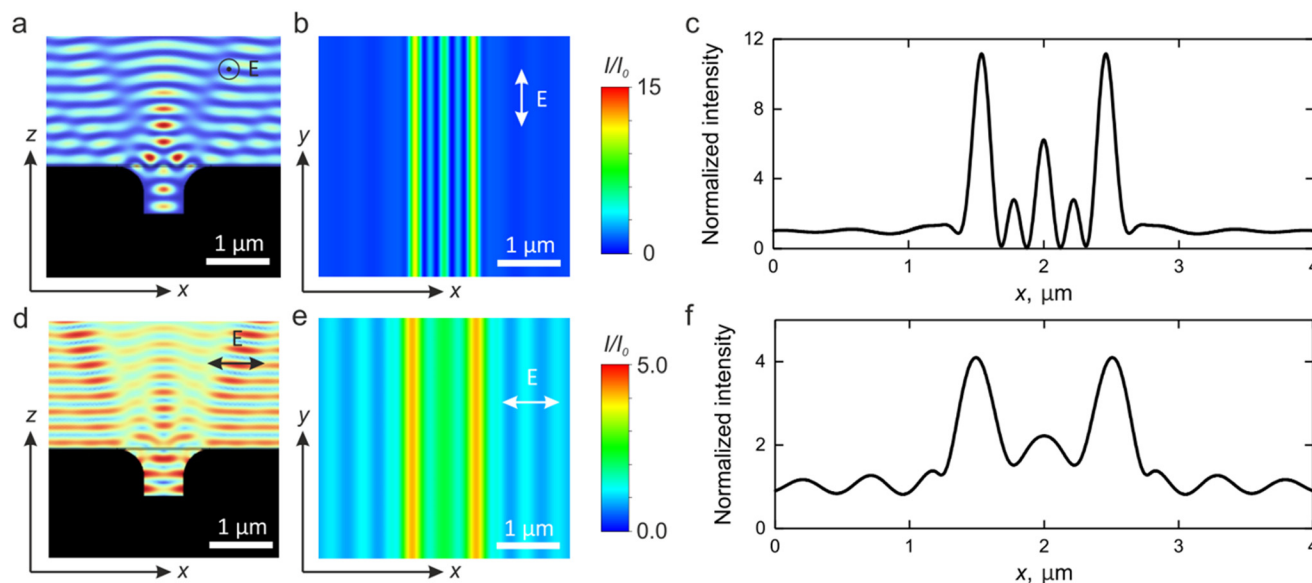 a
E
z
1 μm
x
b
E
y
1 μm
x
I/I₀
15
0
c
Normalized intensity
12
8
4
0
0
1
2
3
4
x, μm
d
E
z
1 μm
x
e
E
y
1 μm
x
I/I₀
5.0
0.0
f
Normalized intensity
4
2
0
0
1
2
3
4
x, μm